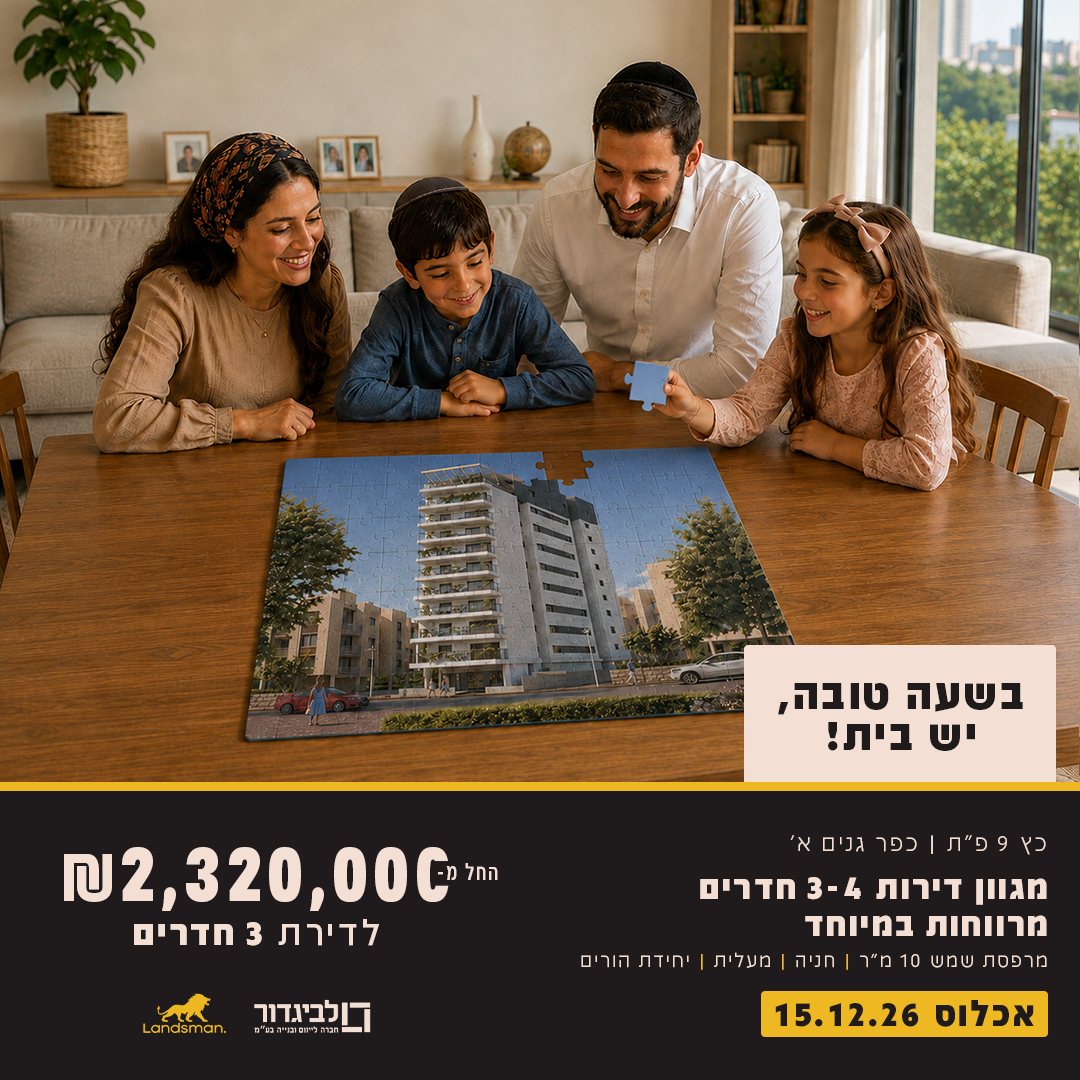 בשעה טובה,
יש בית!
כץ 9 פ״ת | כפר גנים א׳
מגוון דירות 3-4 חדרים
מרווחות במיוחד
מרפסת שמש 10 מ״ר | חניה | מעלית | יחידת הורים
אכלוס 15.12.26
החל מ- 2,320,000₪
לדירת 3 חדרים
לביגדור
חברה לייזום ובנייה בע״מ
Landsman.